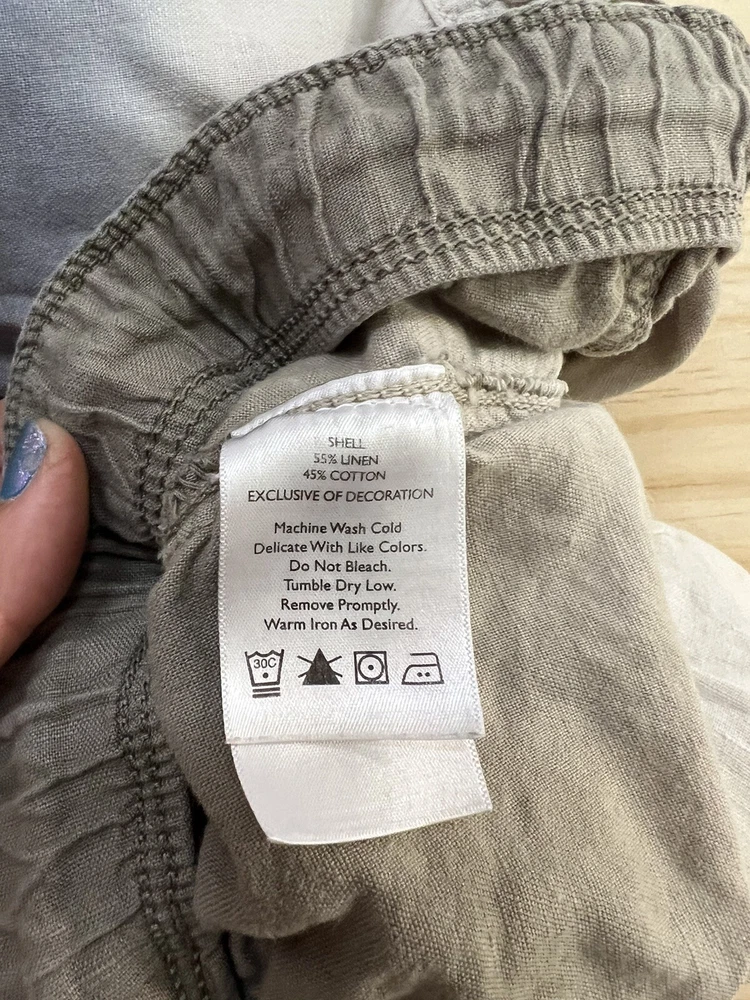 SHELL
55% LINEN
45% COTTON
EXCLUSIVE OF DECORATION
Machine Wash Cold
Delicate With Like Colors.
Do Not Bleach.
Tumble Dry Low.
Remove Promptly.
Warm Iron As Desired.
30C